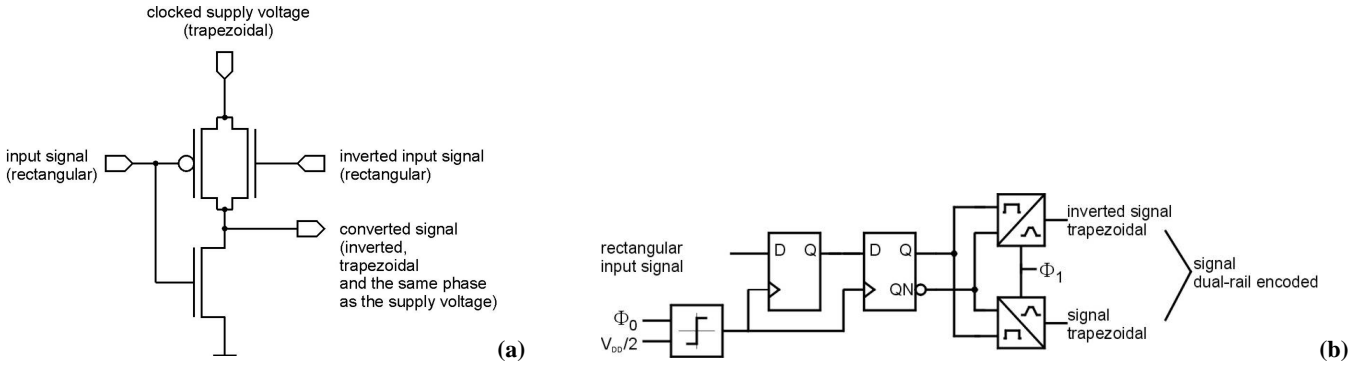 clocked supply voltage
(trapezoidal)
input signal
(rectangular)
inverted input signal
(rectangular)
converted signal
(inverted,
trapezoidal
and the same phase
as the supply voltage)
(a)
rectangular
input signal
D Q
D Q
QN
Φ0
VDD/2
Φ1
inverted signal
trapezoidal
signal
trapezoidal
signal
dual-rail encoded
(b)